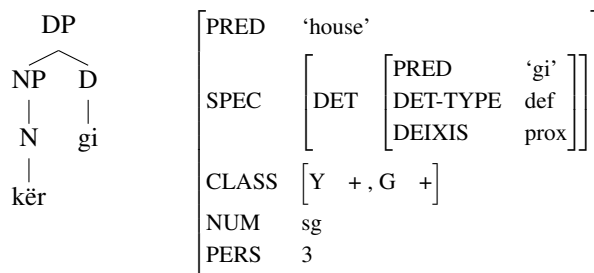 DP
NP D
N gi
kër
PRED ‘house’
SPEC [DET [PRED ‘gi’
DET-TYPE def
DEIXIS prox]]
CLASS [Y + , G +]
NUM sg
PERS 3